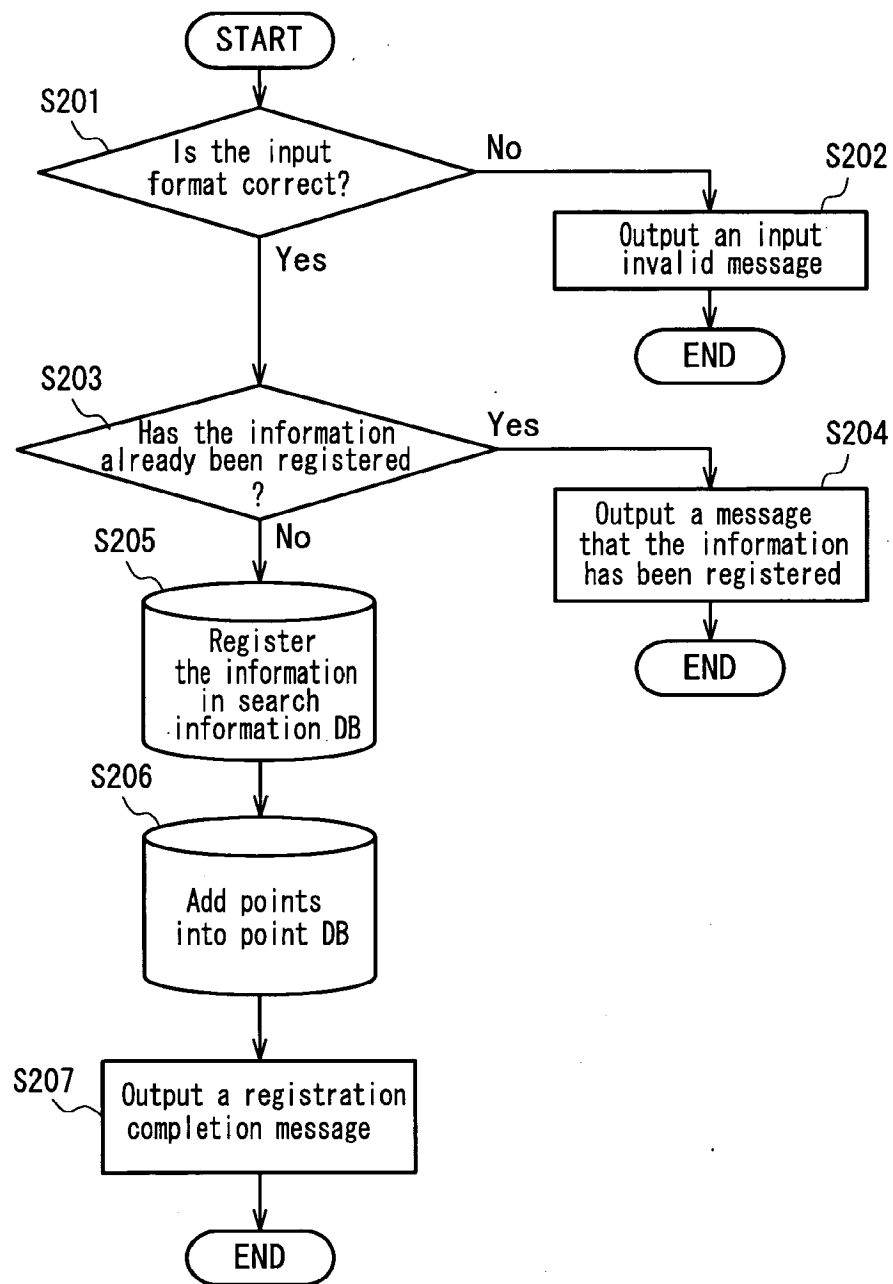 START
S201
Is the input
format correct?
No
S202
Output an input
invalid message
END
Yes
S203
Has the information
already been registered
?
Yes
S204
Output a message
that the information
has been registered
END
No
S205
Register
the information
in search
information DB
S206
Add points
into point DB
S207
Output a registration
completion message
END